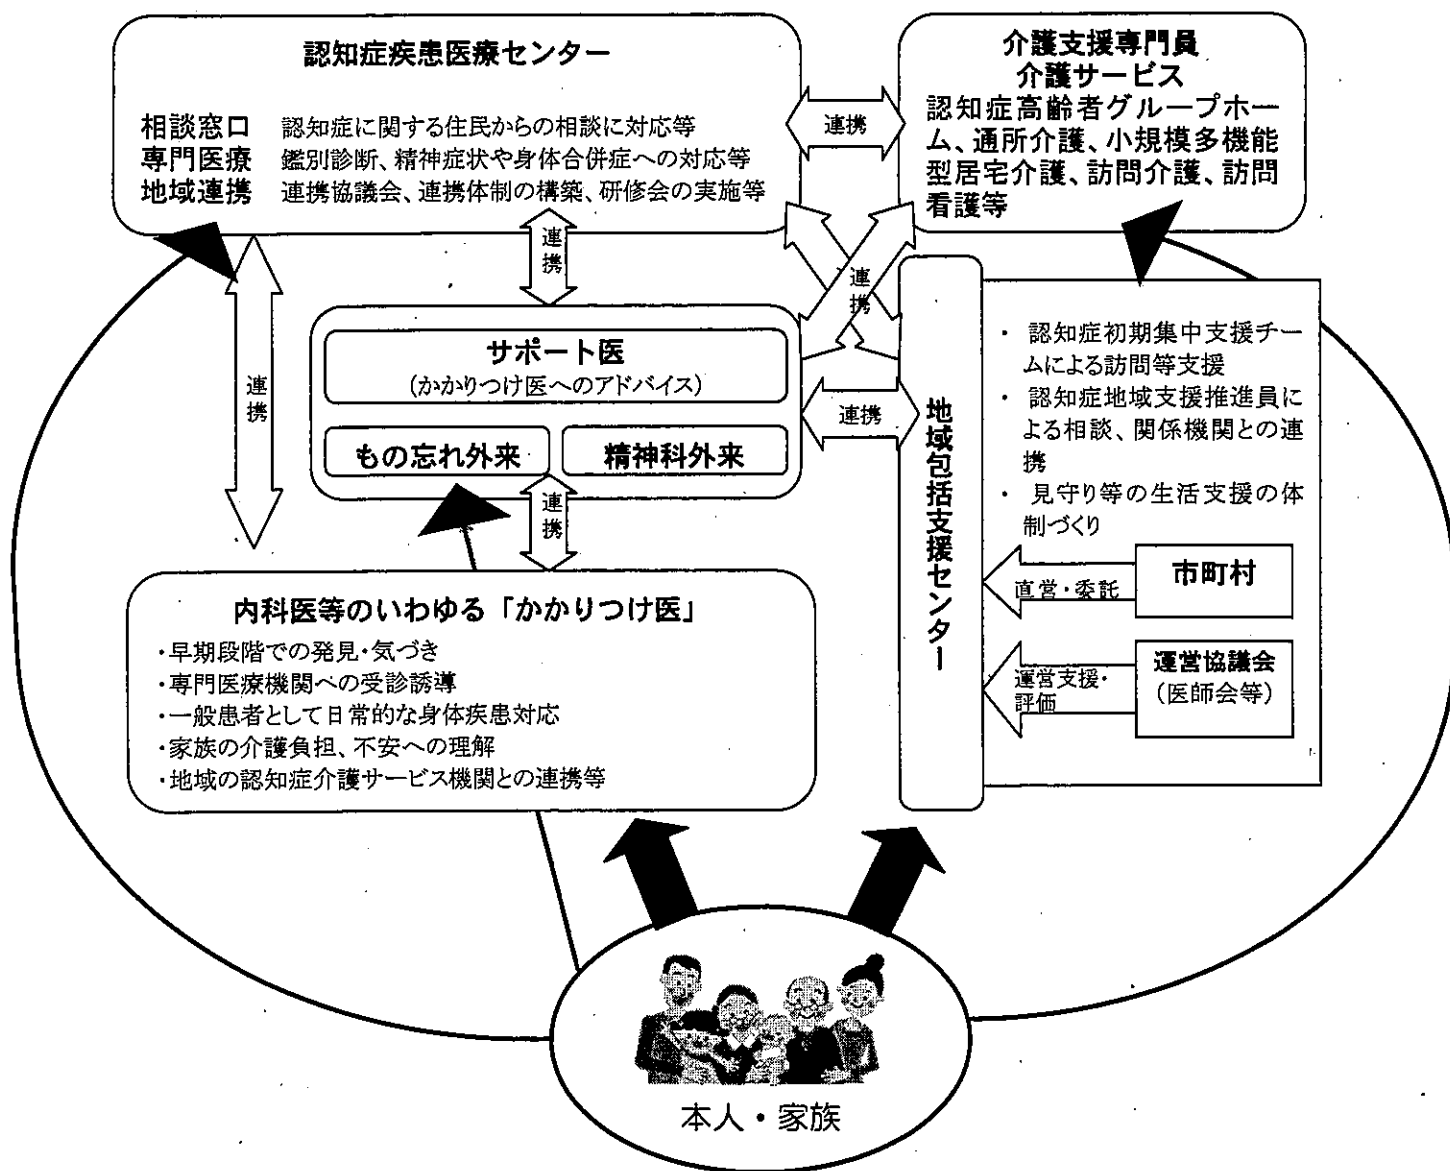 認知症疾患医療センター
相談窓口 認知症に関する住民からの相談に対応等
専門医療 鑑別診断、精神症状や身体合併症への対応等
地域連携 連携協議会、連携体制の構築、研修会の実施等
連携
介護支援専門員
介護サービス
認知症高齢者グループホー
ム、通所介護、小規模多機能
型居宅介護、訪問介護、訪問
看護等
連携
連携
連携
サポート医
(かかりつけ医へのアドバイス)
もの忘れ外来
精神科外来
連携
連携
連携
地域包括支援センター
・ 認知症初期集中支援チー
ムによる訪問等支援
・ 認知症地域支援推進員に
よる相談、関係機関との連
携
・ 見守り等の生活支援の体
制づくり
直営・委託
市町村
運営支援・
評価
運営協議会
(医師会等)
内科医等のいわゆる「かかりつけ医」
・早期段階での発見・気づき
・専門医療機関への受診誘導
・一般患者として日常的な身体疾患対応
・家族の介護負担、不安への理解
・地域の認知症介護サービス機関との連携等
本人・家族